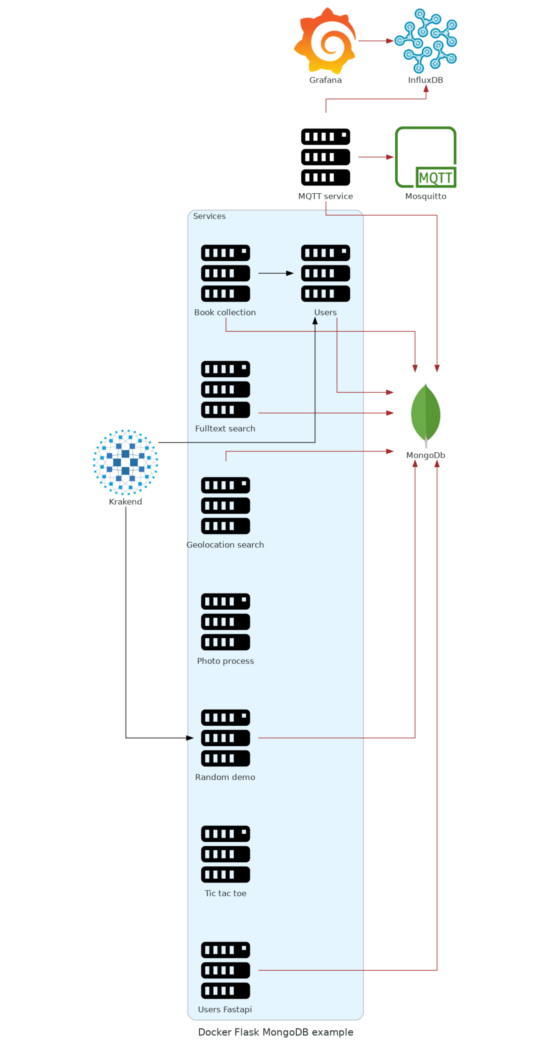 Grafana
InfluxDB
MQTT
MQTT service
Mosquitto
Services
Book collection
Users
Fulltext search
MongoDb
Krakend
Geolocation search
Photo process
Random demo
Tic tac toe
Users Fastapi
Docker Flask MongoDB example